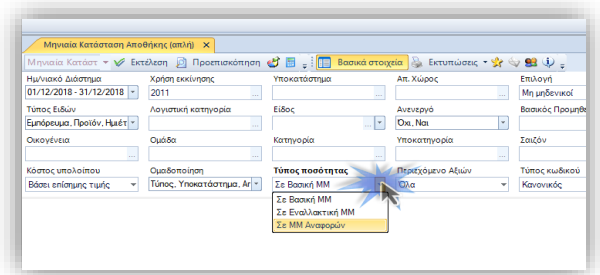 Μηνιαία Κατάσταση Αποθήκης (απλή)
Μηνιαία Κατάστ Εκτέλεση Προεπισκόπηση Βασικά στοιχεία Εκτυπώσεις
Ημ/νιακό Διάστημα Χρήση εκκίνησης Υποκατάστημα Απ. Χώρος Επιλογή
01/12/2018 - 31/12/2018 2011 Μη μηδενικοί
Τύπος Ειδών Λογιστική κατηγορία Είδος Ανενεργό Βασικός Προμηθε
Εμπόρευμα, Προϊόν, Ημιέτ Όχι, Ναι
Οικογένεια Ομάδα Κατηγορία Υποκατηγορία Σαιζόν
Κόστος υπολοίπου Ομαδοποίηση Τύπος ποσότητας Περιεχόμενο Αξιών Τύπος κωδικού
Βάσει επίσημης τιμής Τύπος, Υποκατάστημα, Αr Σε Βασική ΜΜ Όλα Κανονικός
Σε Βασική ΜΜ
Σε Εναλλακτική ΜΜ
Σε ΜΜ Αναφορών